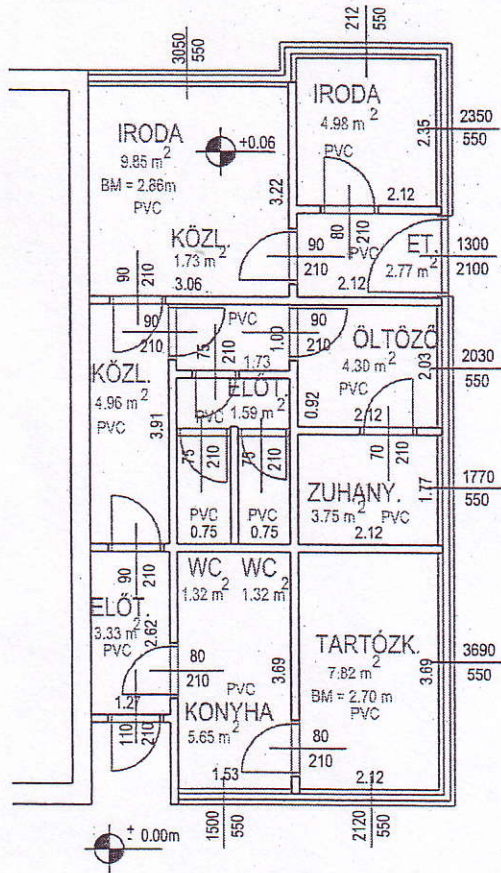 3050
550
212
550
IRODA
9.85 m²
BM = 2.86m
PVC
+0.06
3.22
IRODA
4.98 m²
PVC
2.35
2.12
2350
550
KÖZL.
1.73 m²
3.06
90
210
80
210
PVC
2.12
ET.
2.77 m²
1300
2100
90
210
90
210
75
210
PVC
1.00
1.73
90
210
ÖLTÖZŐ
4.30 m²
2.03
0.92
2.12
2030
550
KÖZL.
4.96 m²
PVC
3.91
ELŐT.
1.59 m²
PVC
75
210
75
210
PVC
0.75
PVC
0.75
70
210
ZUHANY.
3.75 m²
PVC
1.77
2.12
1770
550
90
210
WC
1.32 m²
WC
1.32 m²
ELŐT.
3.33 m²
2.62
PVC
1.27
80
210
3.69
PVC
KONYHA
5.65 m²
1.53
TARTÓZK.
7.82 m²
BM = 2.70 m
PVC
3.69
3690
550
110
210
80
210
2.12
1500
550
2120
550
± 0.00m